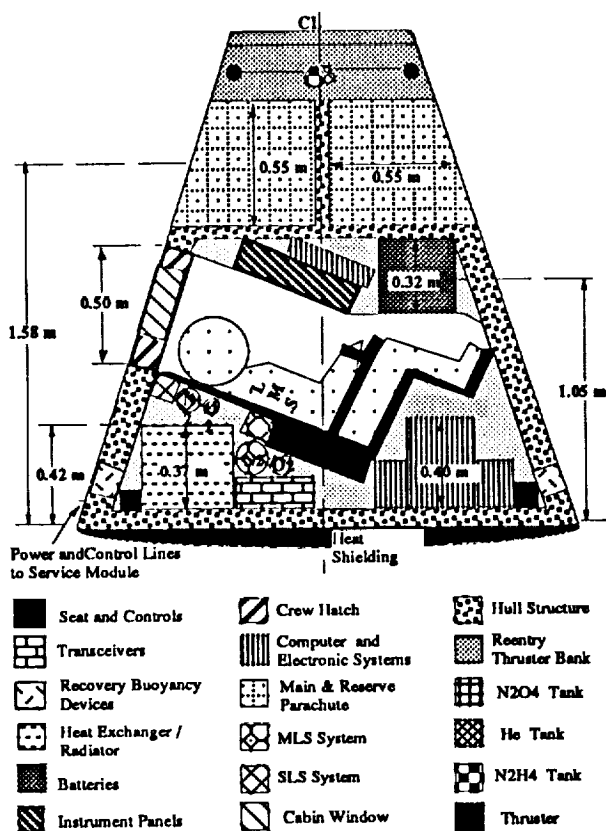 CL
0.55 m
0.55 m
0.32 m
0.50 m
1.58 m
1.05 m
LMS
0.42 m
0.37 m
0.40 m
Power and Control Lines
to Service Module
Heat
Shielding
Seat and Controls
Transceivers
Recovery Buoyancy
Devices
Heat Exchanger /
Radiator
Batteries
Instrument Panels
Crew Hatch
Computer and
Electronic Systems
Main & Reserve
Parachute
MLS System
SLS System
Cabin Window
Hull Structure
Reentry
Thruster Bank
N2O4 Tank
He Tank
N2H4 Tank
Thruster